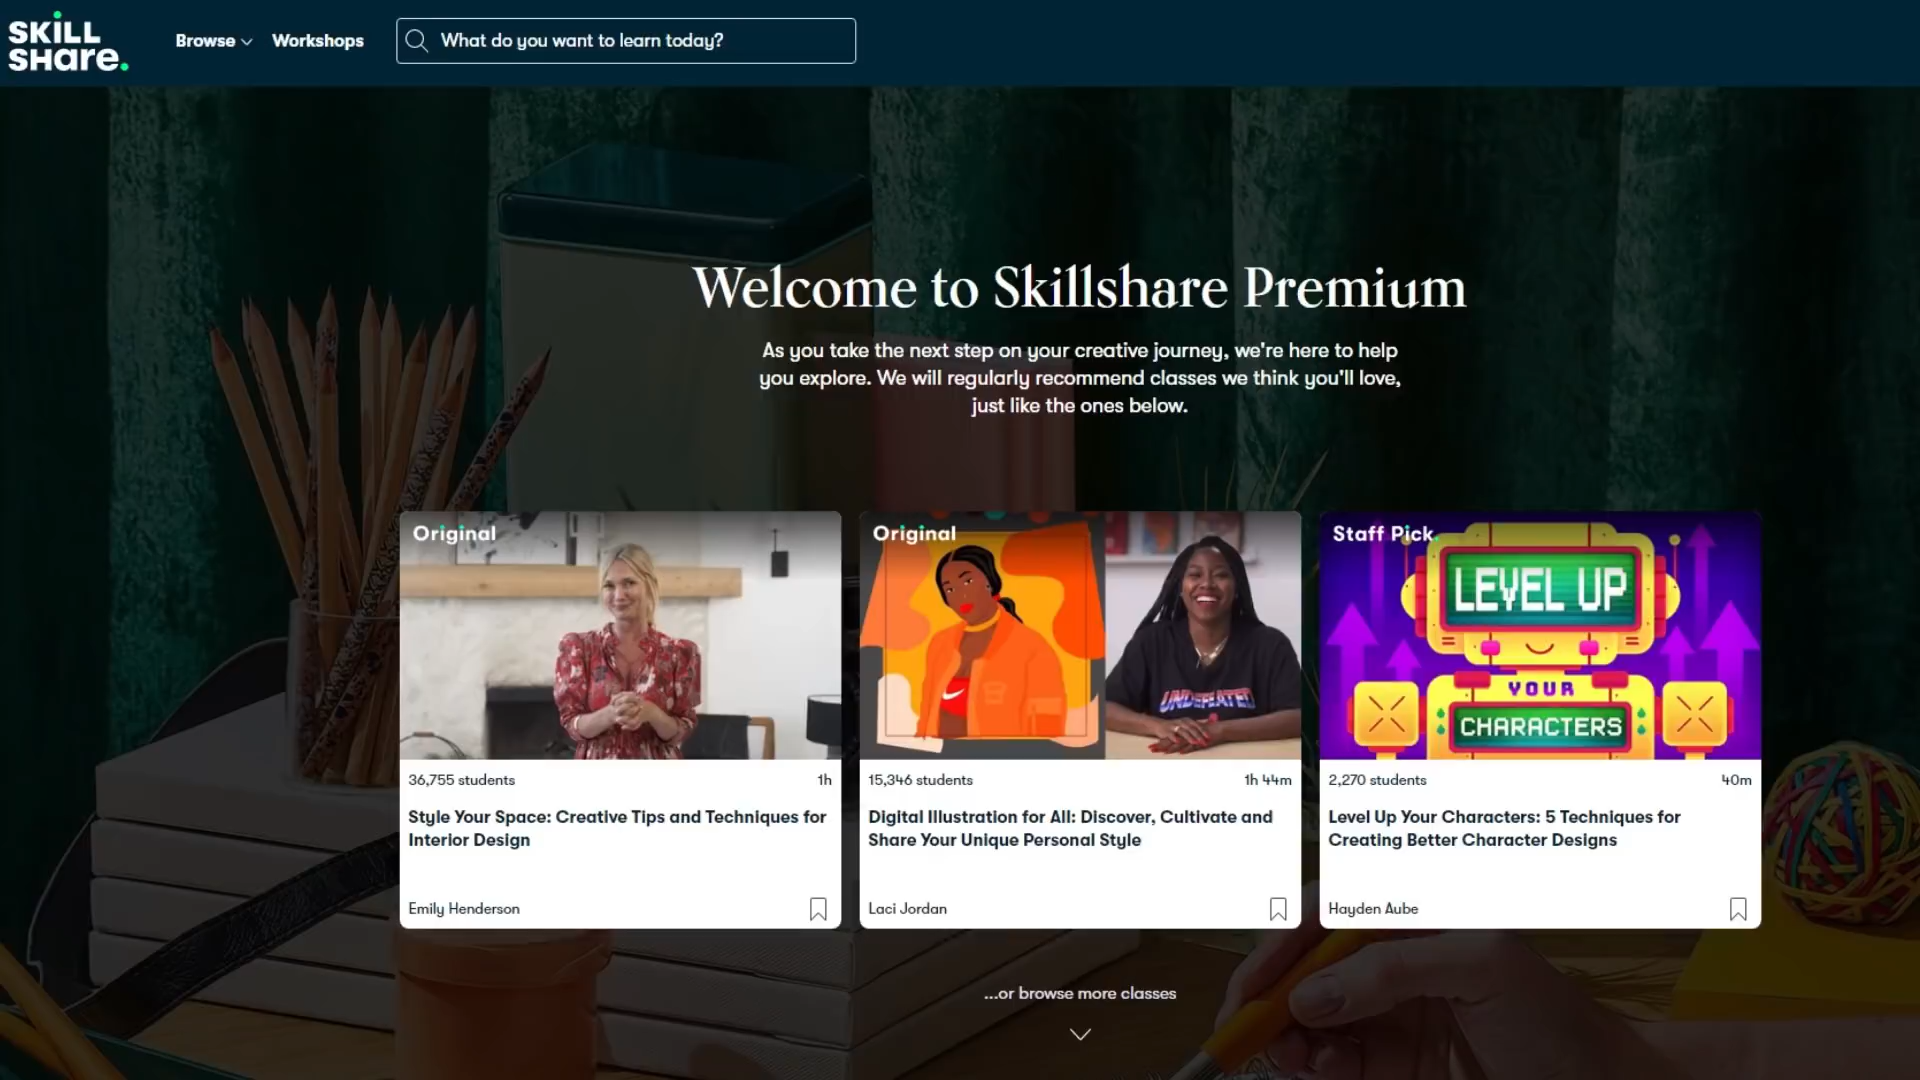 SKILL
SHare.
Browse
Workshops
What do you want to learn today?
Welcome to Skillshare Premium
As you take the next step on your creative journey, we're here to help
you explore. We will regularly recommend classes we think you'll love,
just like the ones below.
Original
Original
UNDEFEATED
Staff Pick.
LEVEL UP
YOUR
CHARACTERS
36,755 students
1h
Style Your Space: Creative Tips and Techniques for
Interior Design
Emily Henderson
15,346 students
1h 44m
Digital Illustration for All: Discover, Cultivate and
Share Your Unique Personal Style
Laci Jordan
2,270 students
40m
Level Up Your Characters: 5 Techniques for
Creating Better Character Designs
Hayden Aube
...or browse more classes